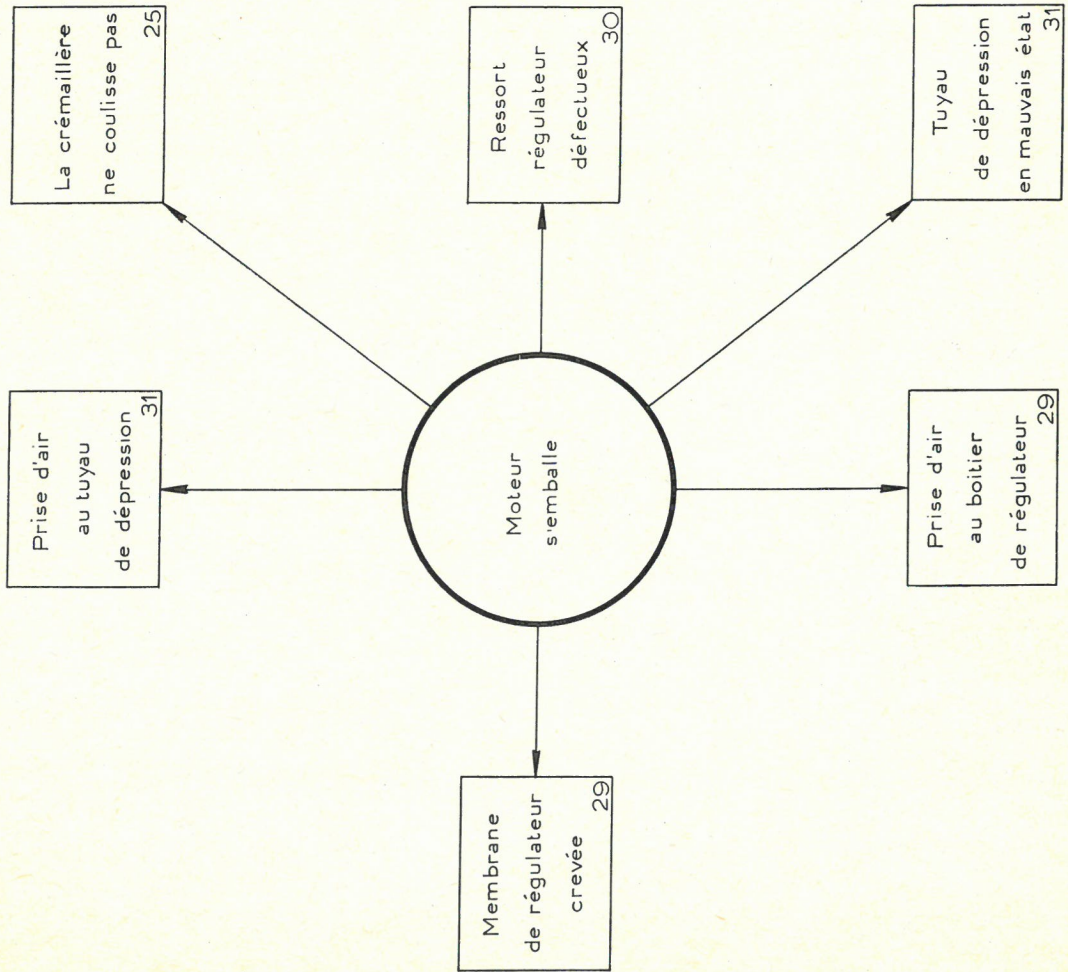 La crémaillère
ne coulisse pas
25
Ressort
régulateur
défectueux
30
Tuyau
de dépression
en mauvais état
31
Prise d'air
au tuyau
de dépression
31
Moteur
s'emballe
Prise d'air
au boitier
de régulateur
29
Membrane
de régulateur
crevée
29